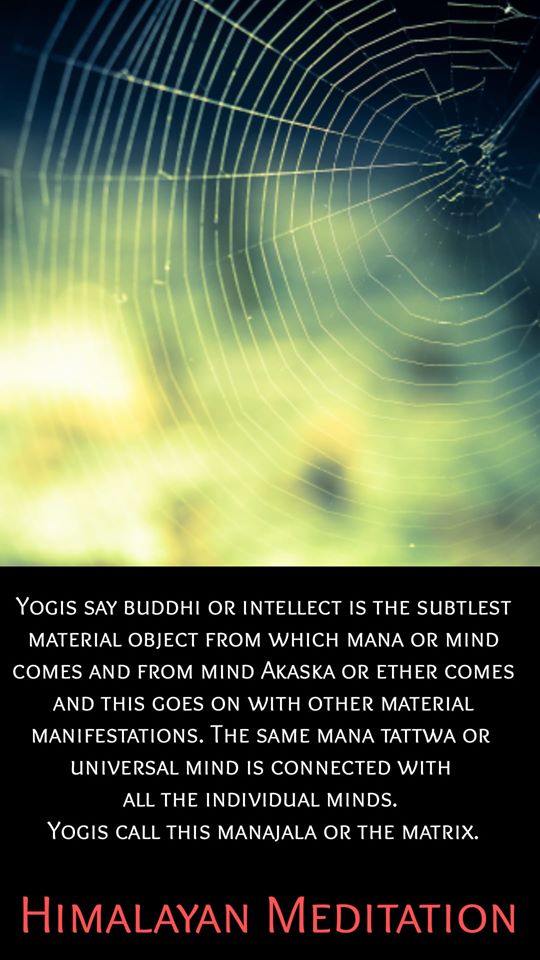 Yogis say buddhi or intellect is the subtlest
material object from which mana or mind
comes and from mind Akaska or ether comes
and this goes on with other material
manifestations. The same mana tattwa or
universal mind is connected with
all the individual minds.
Yogis call this manajala or the matrix.
Himalayan Meditation